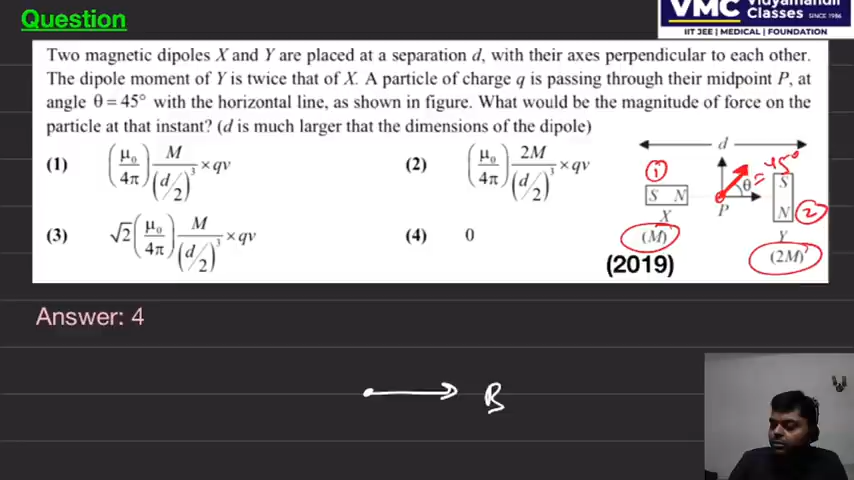 Question
VMC Vidyamandir Classes SINCE 1986
IIT JEE | MEDICAL | FOUNDATION
Two magnetic dipoles X and Y are placed at a separation d, with their axes perpendicular to each other.
The dipole moment of Y is twice that of X. A particle of charge q is passing through their midpoint P, at
angle θ = 45° with the horizontal line, as shown in figure. What would be the magnitude of force on the
particle at that instant? (d is much larger that the dimensions of the dipole)
(1) (μ₀/4π) M/(d/2)³ × qv
(2) (μ₀/4π) 2M/(d/2)³ × qv
(3) √2 (μ₀/4π) M/(d/2)³ × qv
(4) 0
d
1
= 45°
S N
θ
S
P
N 2
X
Y
(M)
(2M)
(2019)
Answer: 4
B